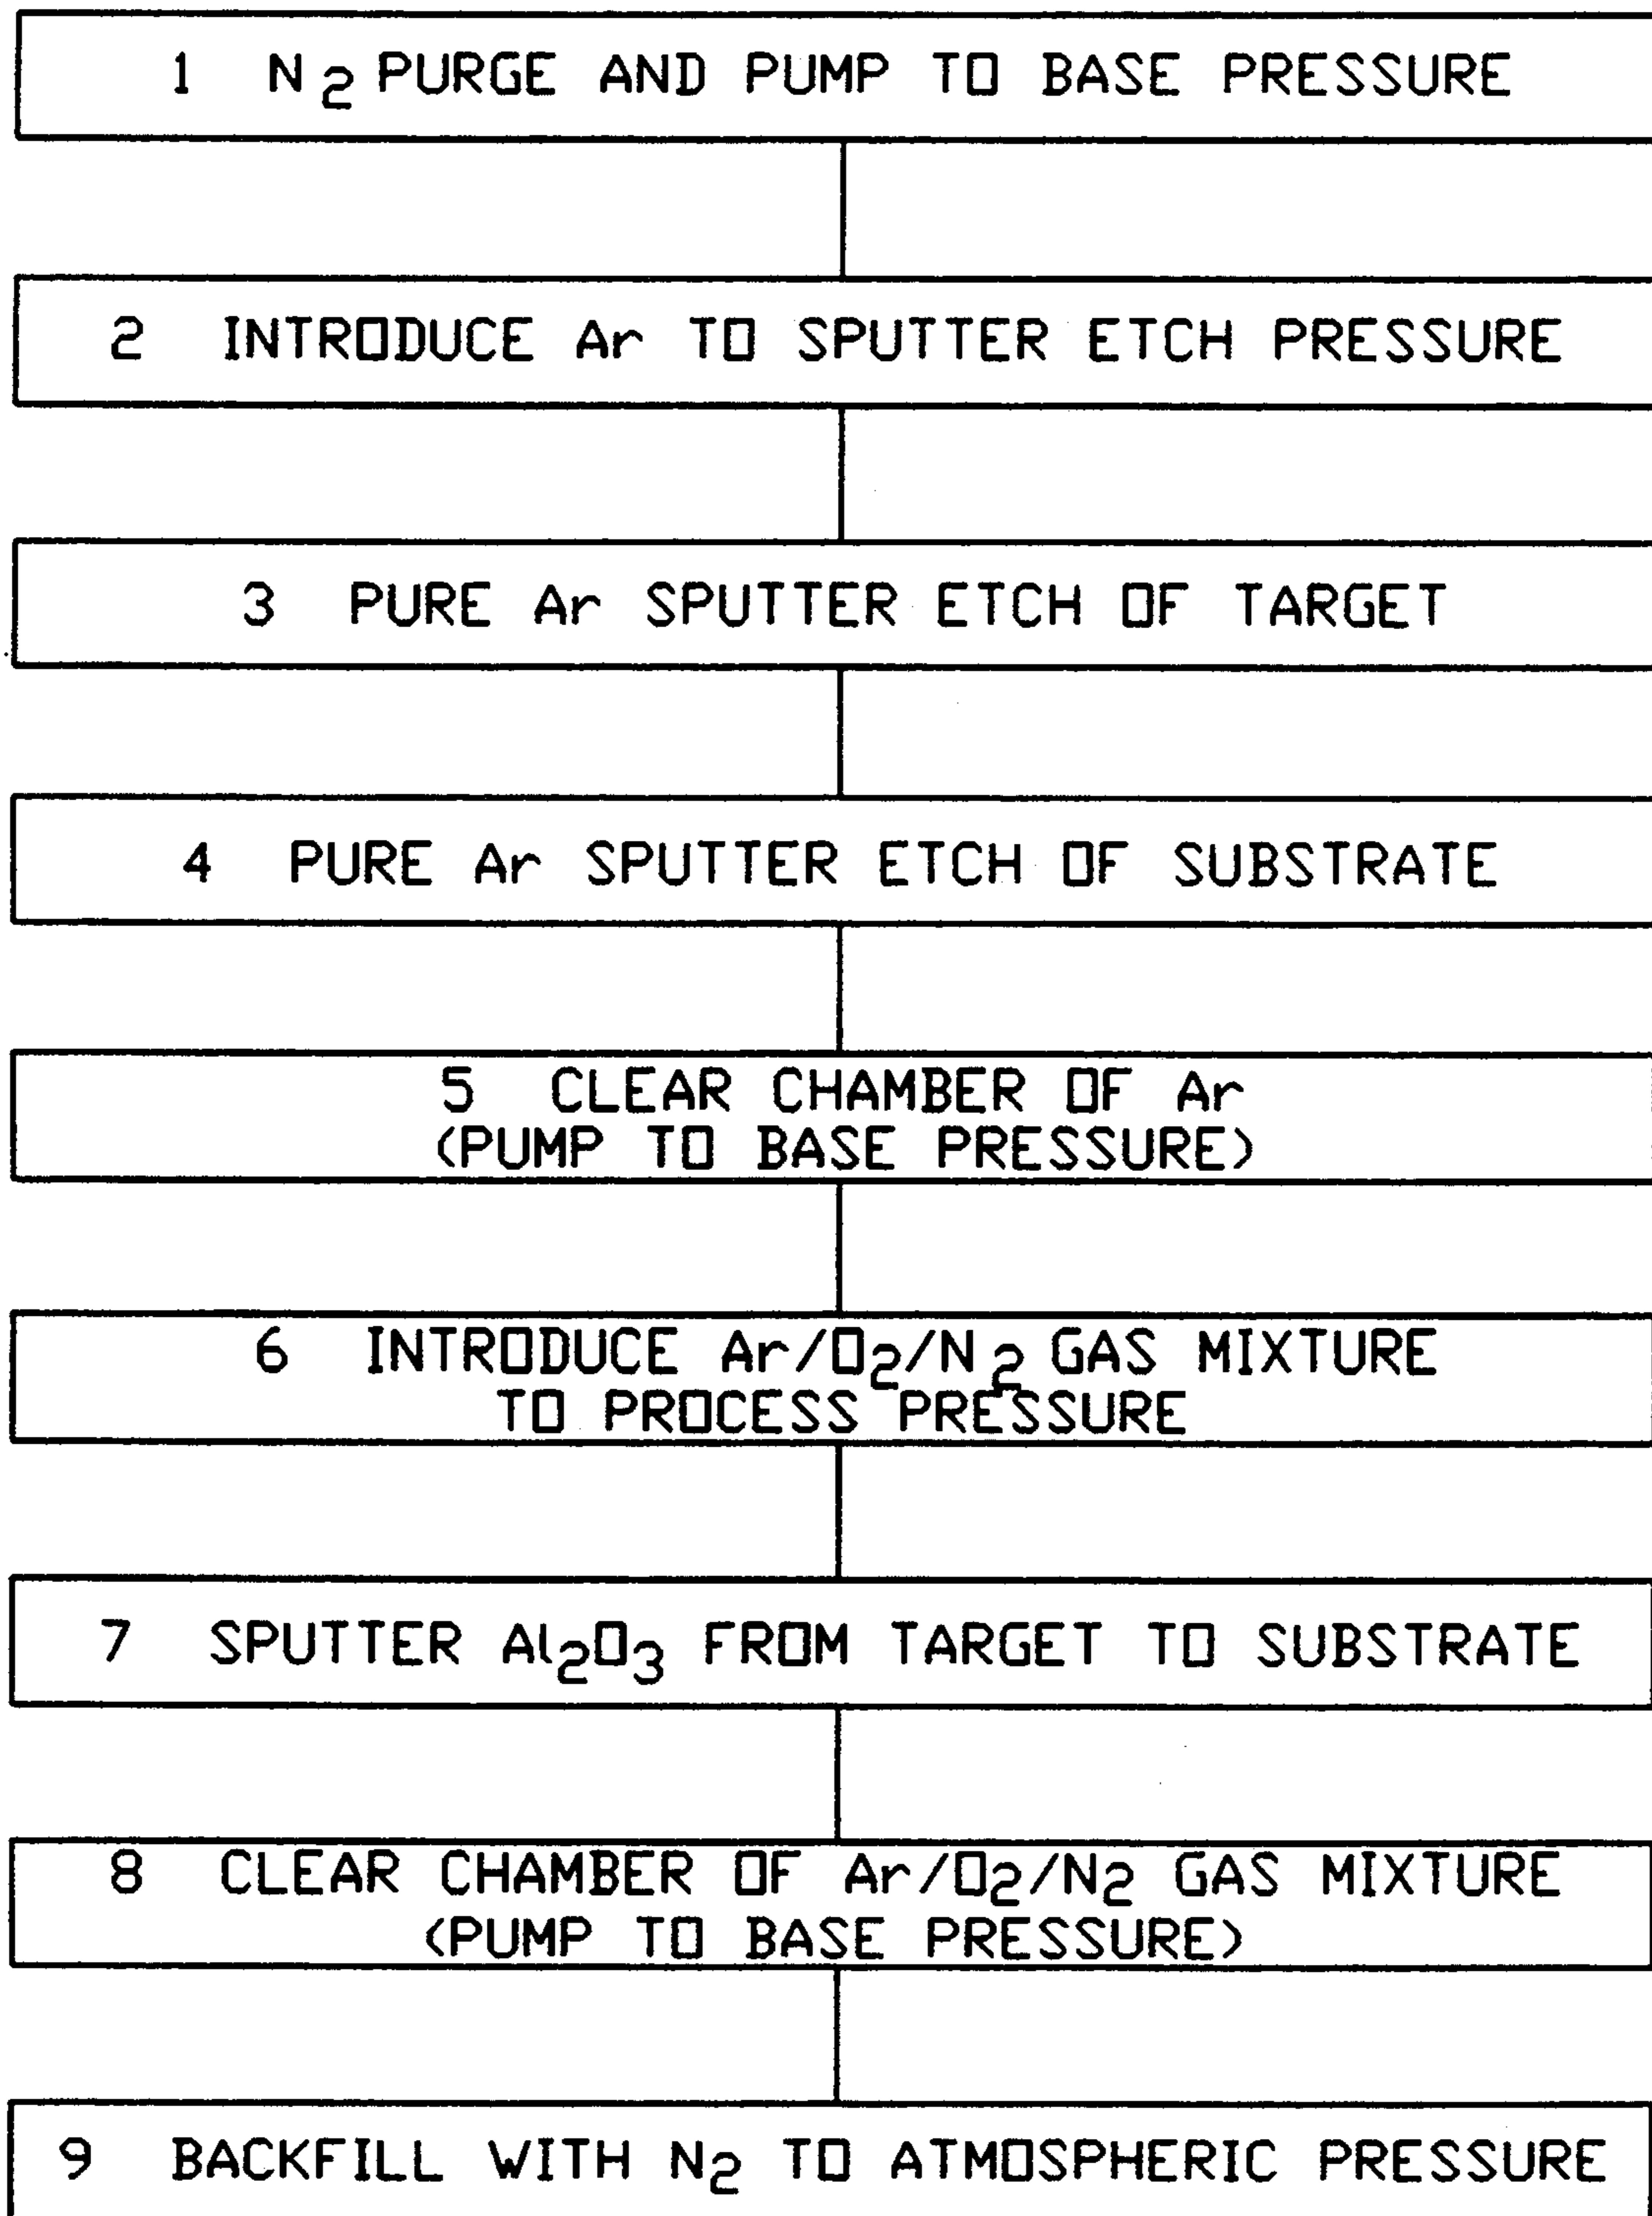 1 N2 PURGE AND PUMP TO BASE PRESSURE
2 INTRODUCE Ar TO SPUTTER ETCH PRESSURE
3 PURE Ar SPUTTER ETCH OF TARGET
4 PURE Ar SPUTTER ETCH OF SUBSTRATE
5 CLEAR CHAMBER OF Ar
(PUMP TO BASE PRESSURE)
6 INTRODUCE Ar/O2/N2 GAS MIXTURE
TO PROCESS PRESSURE
7 SPUTTER Al2O3 FROM TARGET TO SUBSTRATE
8 CLEAR CHAMBER OF Ar/O2/N2 GAS MIXTURE
(PUMP TO BASE PRESSURE)
9 BACKFILL WITH N2 TO ATMOSPHERIC PRESSURE